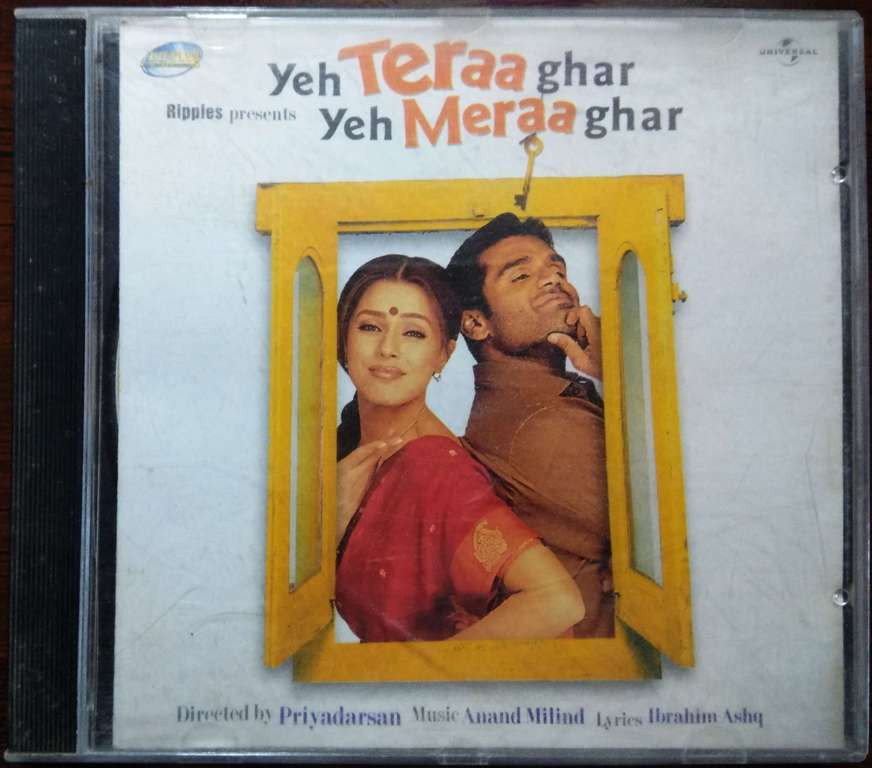 UNIVERSAL
Yeh Teraa ghar
Ripples presents
Yeh Meraa ghar
Directed by Priyadarsan Music Anand Milind Lyrics Ibrahim Ashq